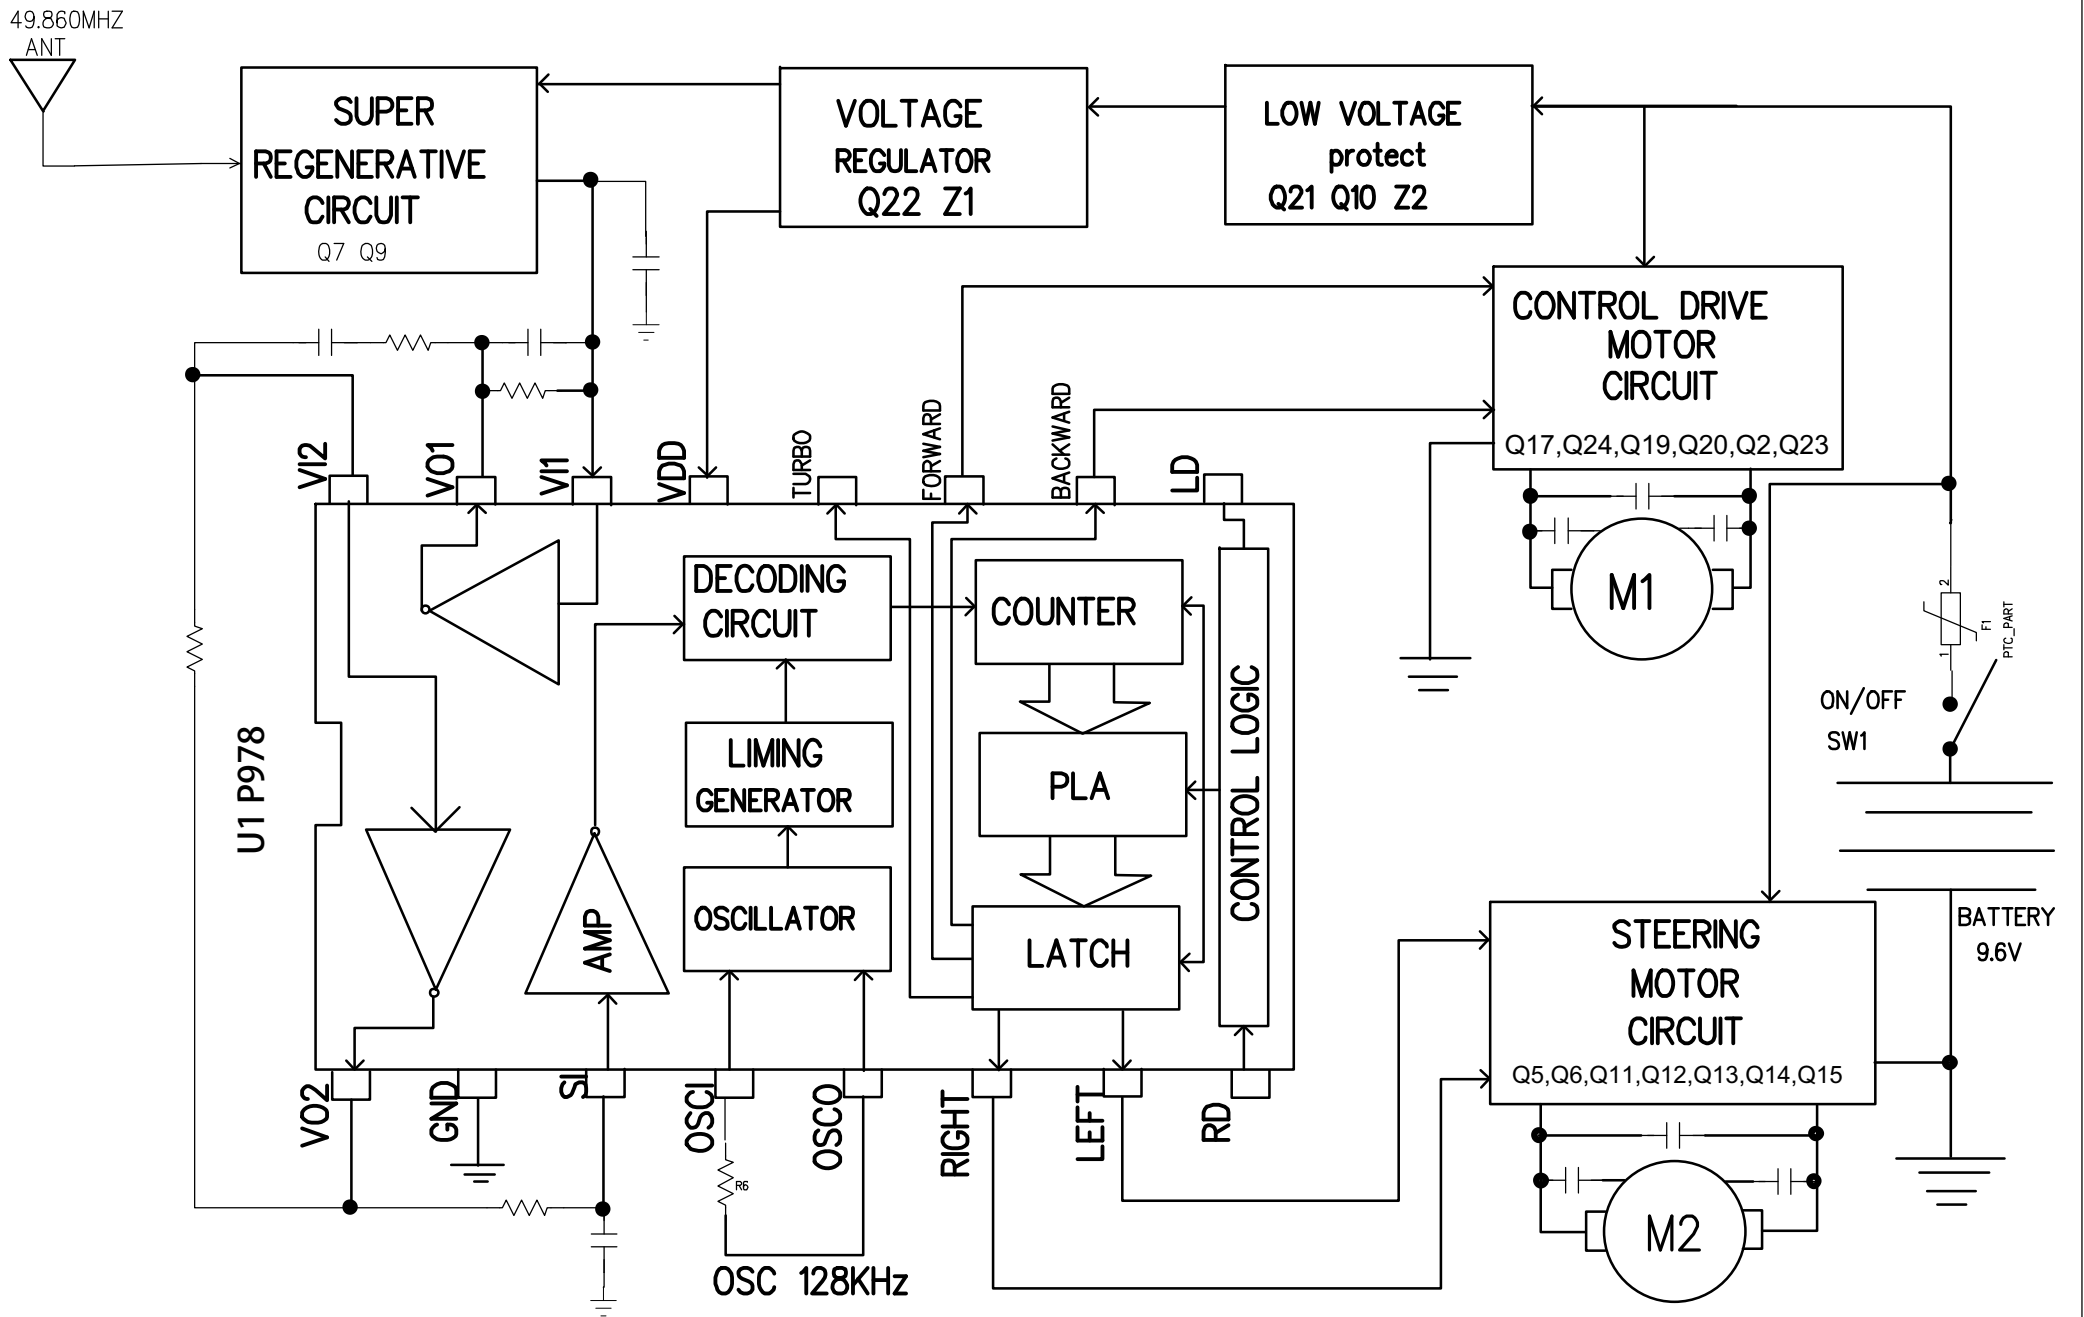 49.860MHZ
ANT
SUPER
REGENERATIVE
CIRCUIT
Q7 Q9
VOLTAGE
REGULATOR
Q22 Z1
LOW VOLTAGE
protect
Q21 Q10 Z2
CONTROL DRIVE
MOTOR
CIRCUIT
Q17,Q24,Q19,Q20,Q2,Q23
M1
VI2
VO1
VI1
VDD
TURBO
FORWARD
BACKWARD
LD
U1 P978
DECODING
CIRCUIT
COUNTER
LIMING
GENERATOR
PLA
CONTROL LOGIC
AMP
OSCILLATOR
LATCH
2
1
F1
PTC_PART
ON/OFF
SW1
BATTERY
9.6V
STEERING
MOTOR
CIRCUIT
Q5,Q6,Q11,Q12,Q13,Q14,Q15
M2
VO2
GND
SI
OSCI
OSCO
RIGHT
LEFT
RD
R6
OSC 128KHz